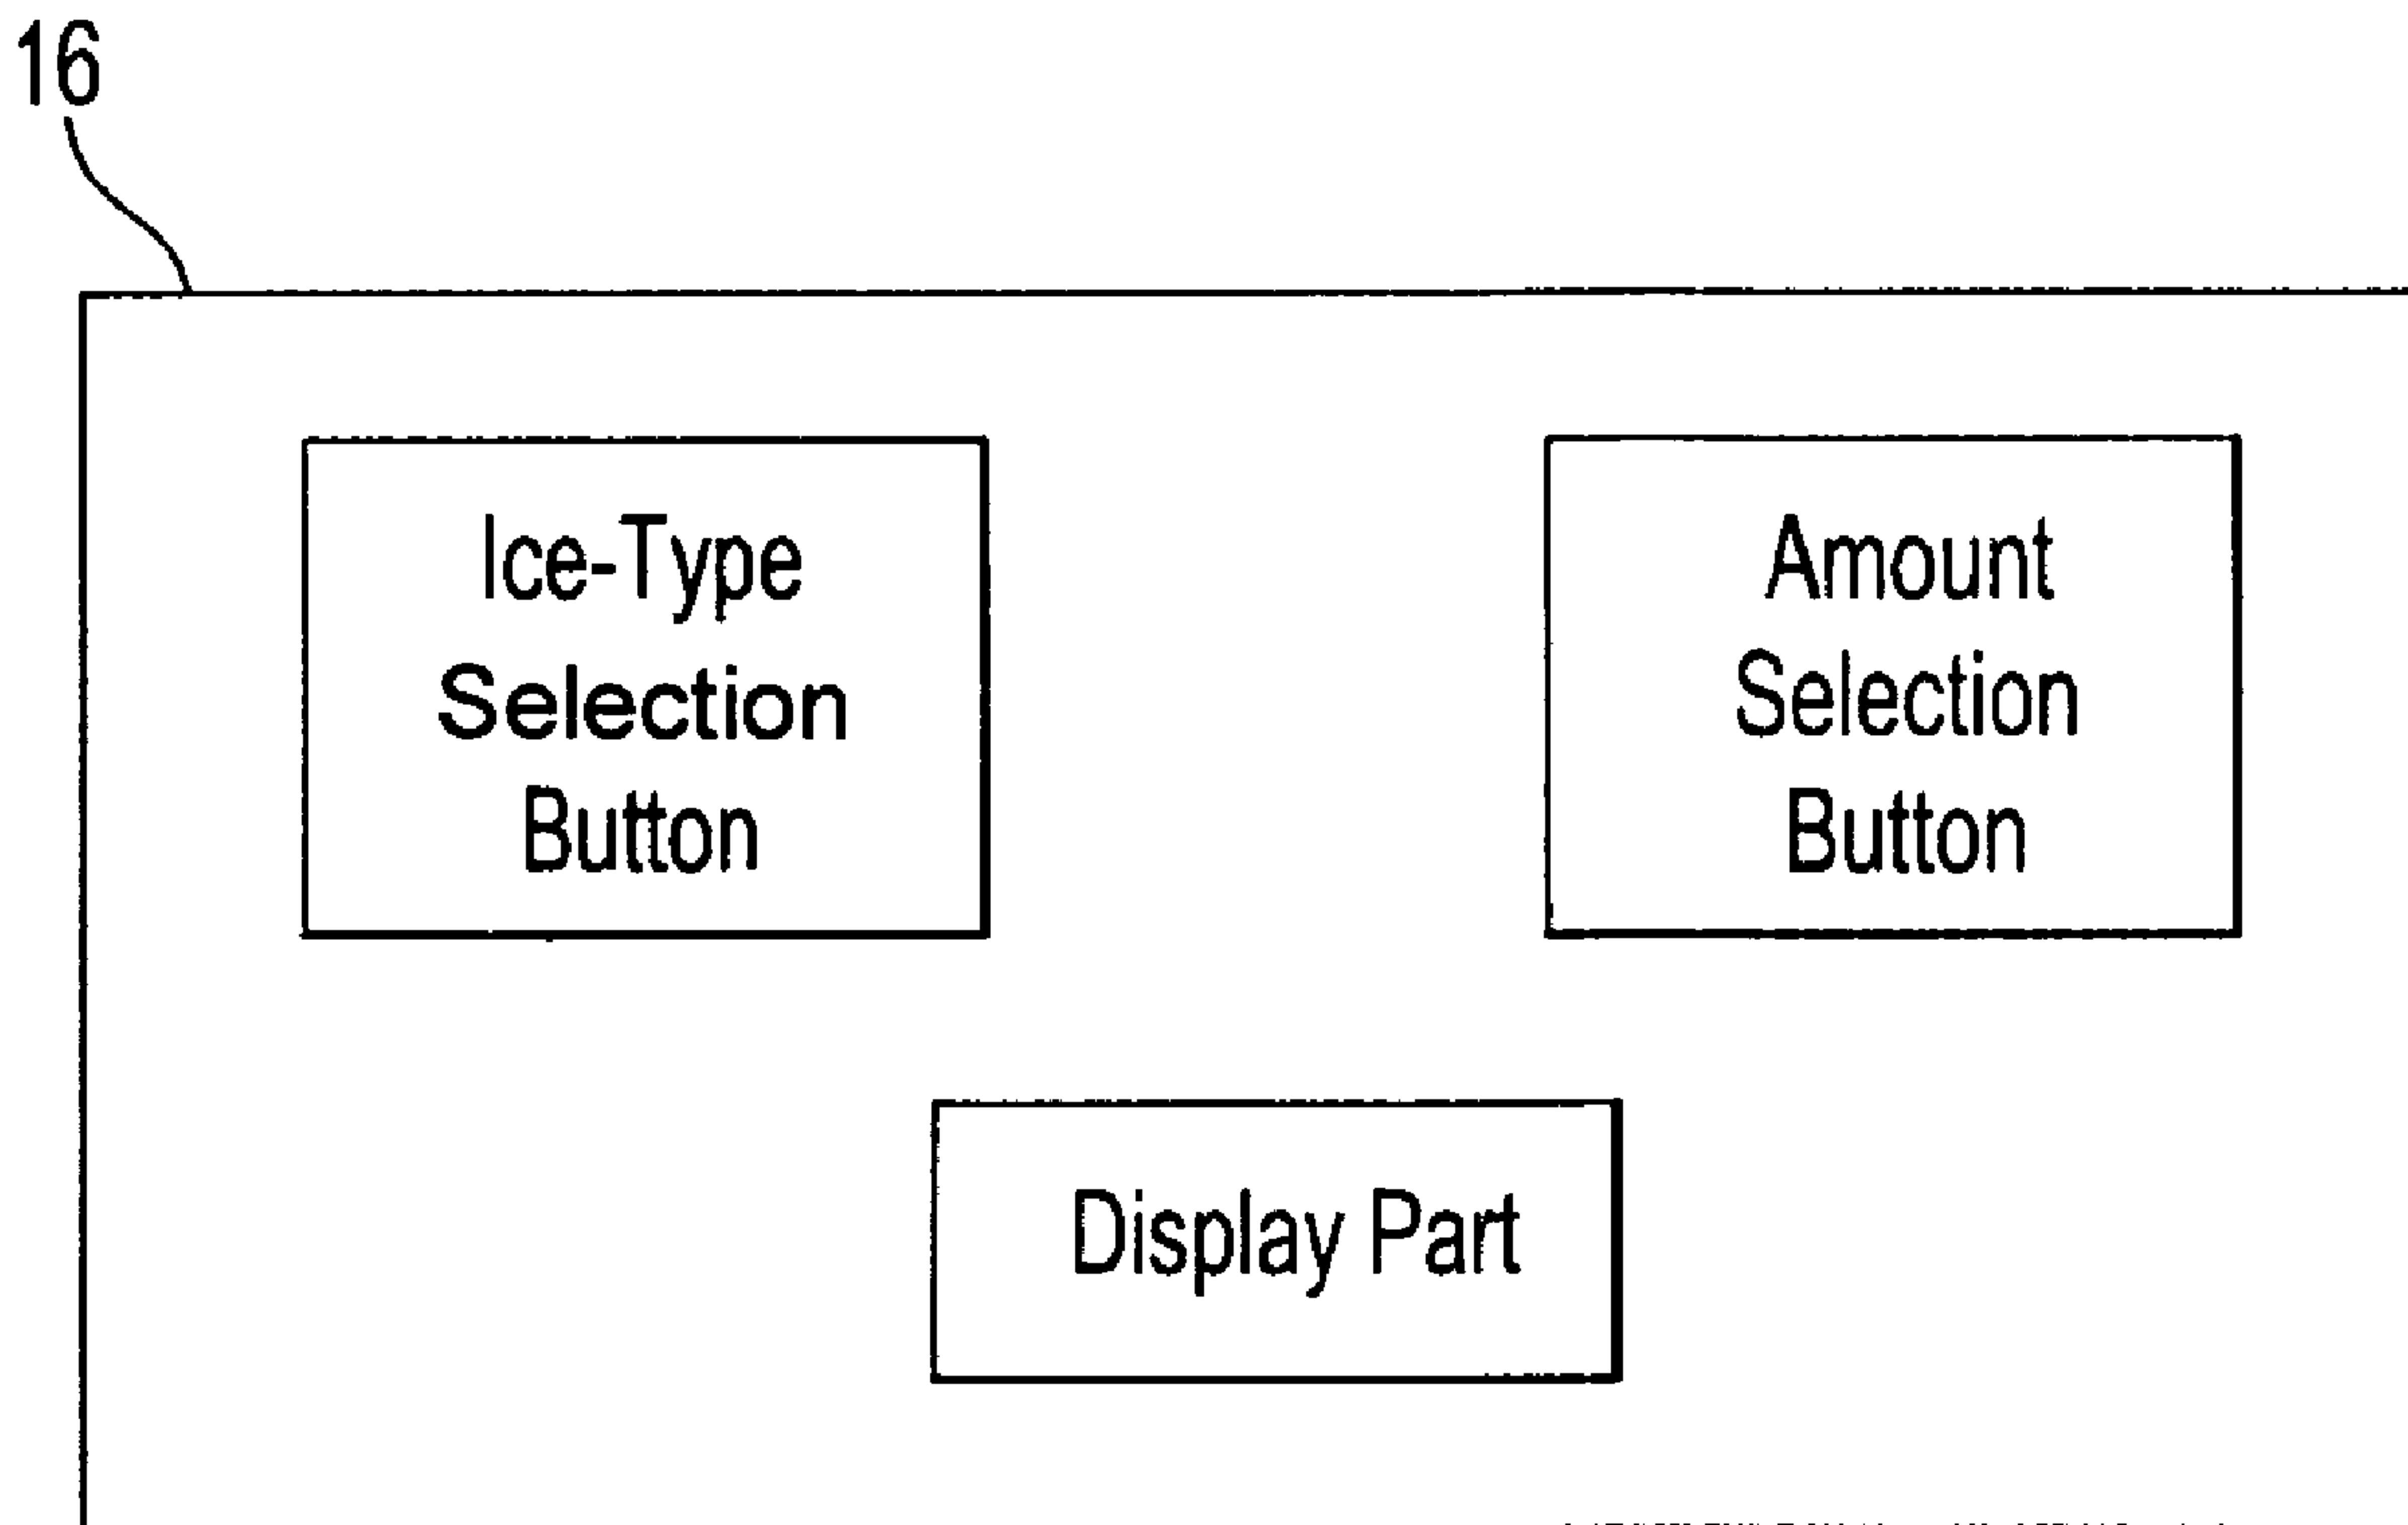 16
Ice-Type
Selection
Button
Amount
Selection
Button
Display Part